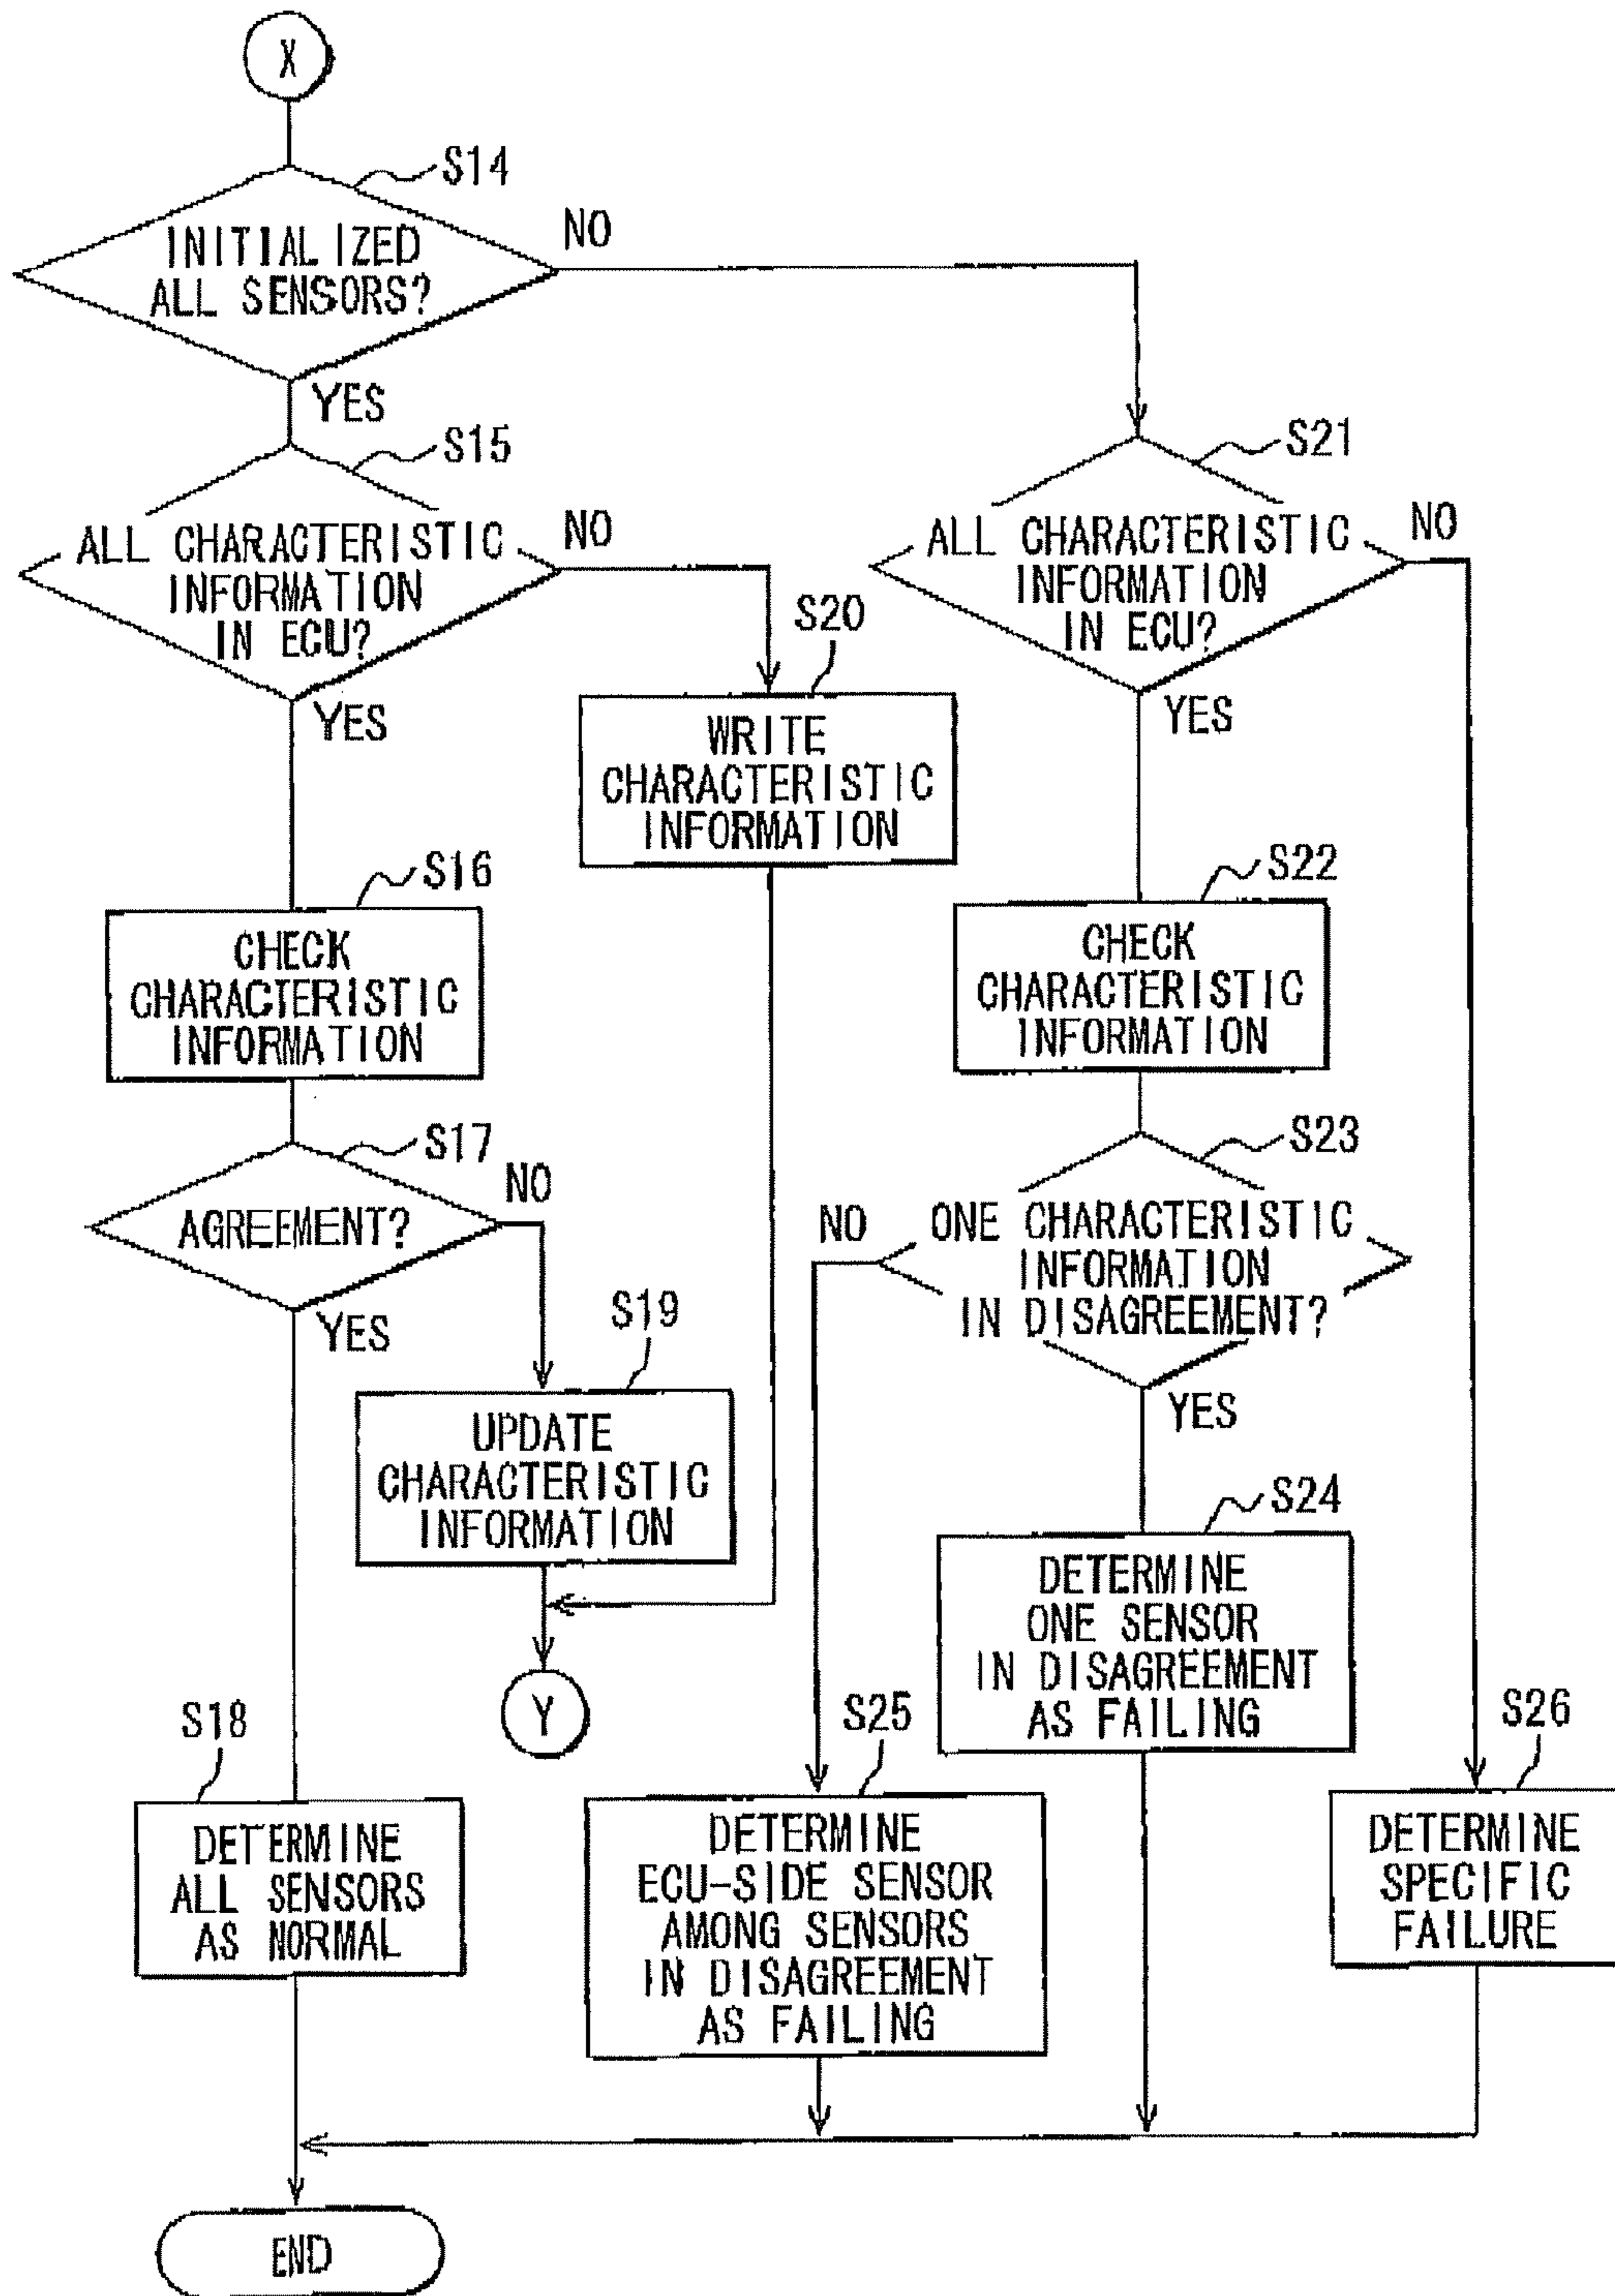 X
S14
INITIALIZED
ALL SENSORS?
NO
YES
S15
ALL CHARACTERISTIC
INFORMATION
IN ECU?
NO
YES
S20
WRITE
CHARACTERISTIC
INFORMATION
S16
CHECK
CHARACTERISTIC
INFORMATION
S17
AGREEMENT?
NO
YES
S19
UPDATE
CHARACTERISTIC
INFORMATION
Y
S18
DETERMINE
ALL SENSORS
AS NORMAL
S21
ALL CHARACTERISTIC
INFORMATION
IN ECU?
NO
YES
S22
CHECK
CHARACTERISTIC
INFORMATION
S23
ONE CHARACTERISTIC
INFORMATION
IN DISAGREEMENT?
NO
YES
S24
DETERMINE
ONE SENSOR
IN DISAGREEMENT
AS FAILING
S25
DETERMINE
ECU-SIDE SENSOR
AMONG SENSORS
IN DISAGREEMENT
AS FAILING
S26
DETERMINE
SPECIFIC
FAILURE
END